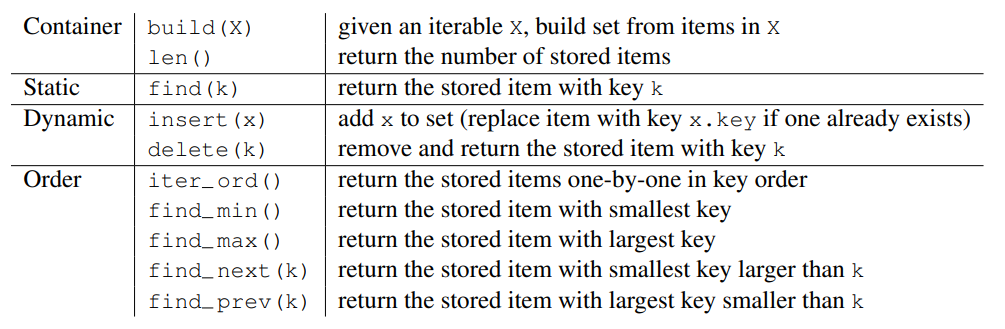 Container build(X) given an iterable X, build set from items in X
len() return the number of stored items
Static find(k) return the stored item with key k
Dynamic insert(x) add x to set (replace item with key x.key if one already exists)
delete(k) remove and return the stored item with key k
Order iter_ord() return the stored items one-by-one in key order
find_min() return the stored item with smallest key
find_max() return the stored item with largest key
find_next(k) return the stored item with smallest key larger than k
find_prev(k) return the stored item with largest key smaller than k